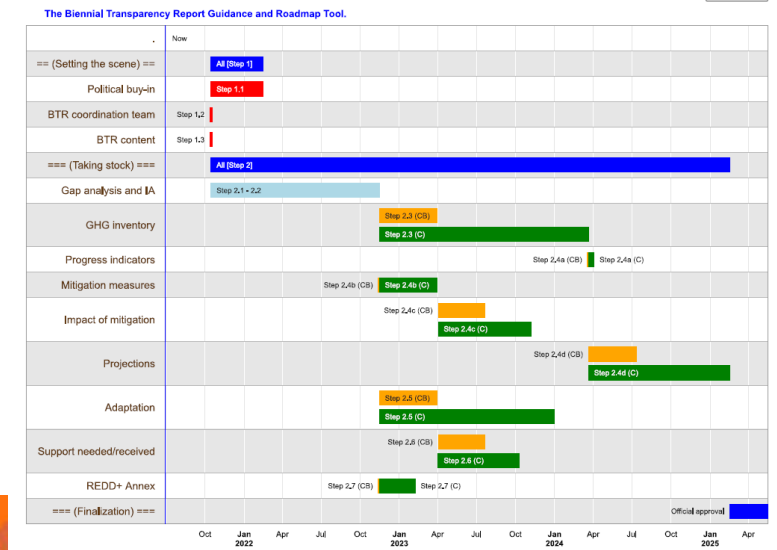 The Biennial Transparency Report Guidance and Roadmap Tool.
. Now
== (Setting the scene) == All [Step 1]
Political buy-in Step 1.1
BTR coordination team Step 1.2
BTR content Step 1.3
=== (Taking stock) === All [Step 2]
Gap analysis and IA Step 2.1 - 2.2
Step 2.3 (CB)
GHG inventory
Step 2.3 (C)
Progress indicators Step 2.4a (CB) Step 2.4a (C)
Mitigation measures Step 2.4b (CB) Step 2.4b (C)
Step 2.4c (CB)
Impact of mitigation
Step 2.4c (C)
Step 2.4d (CB)
Projections
Step 2.4d (C)
Step 2.5 (CB)
Adaptation
Step 2.5 (C)
Step 2.6 (CB)
Support needed/received
Step 2.6 (C)
REDD+ Annex Step 2.7 (CB) Step 2.7 (C)
=== (Finalization) === Official approval
Oct Jan Apr Jul Oct Jan Apr Jul Oct Jan Apr Jul Oct Jan Apr
2022 2023 2024 2025